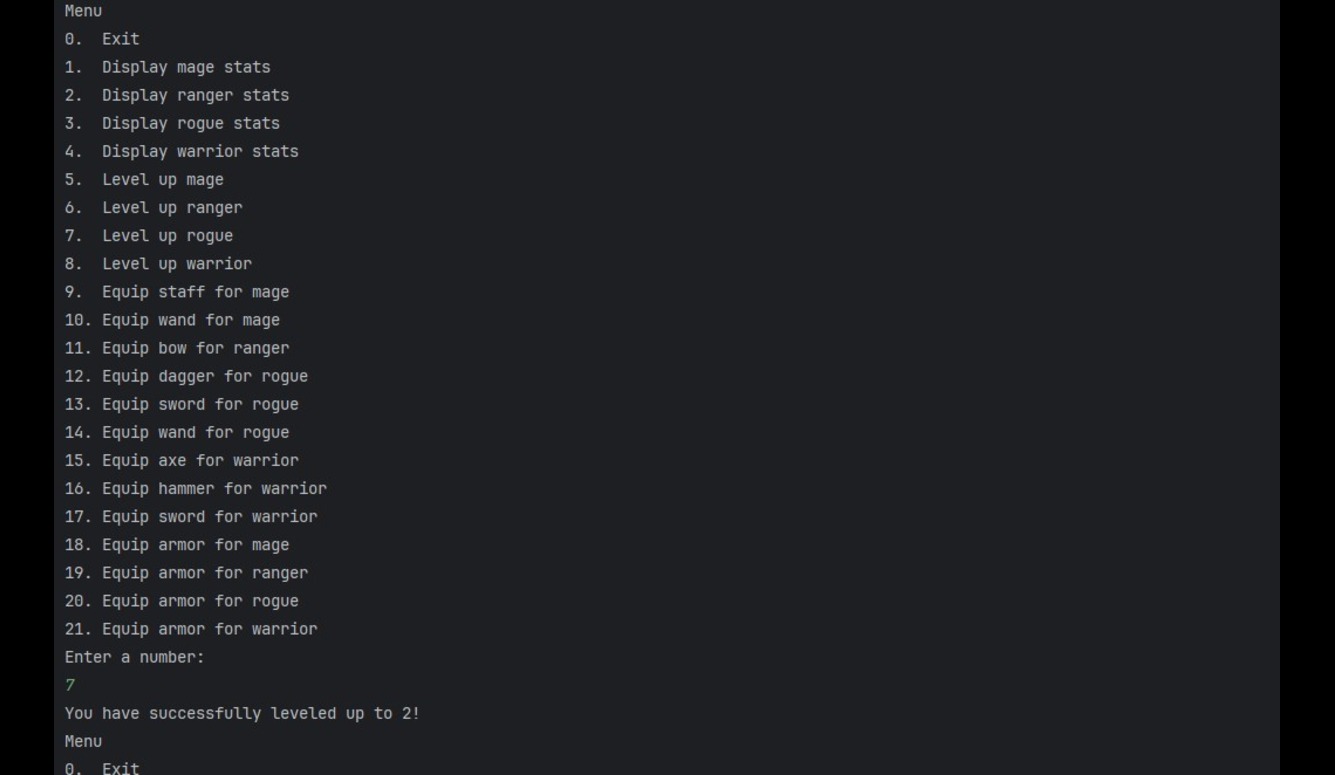 Menu
0.  Exit
1.  Display mage stats
2.  Display ranger stats
3.  Display rogue stats
4.  Display warrior stats
5.  Level up mage
6.  Level up ranger
7.  Level up rogue
8.  Level up warrior
9.  Equip staff for mage
10. Equip wand for mage
11. Equip bow for ranger
12. Equip dagger for rogue
13. Equip sword for rogue
14. Equip wand for rogue
15. Equip axe for warrior
16. Equip hammer for warrior
17. Equip sword for warrior
18. Equip armor for mage
19. Equip armor for ranger
20. Equip armor for rogue
21. Equip armor for warrior
Enter a number:
7
You have successfully leveled up to 2!
Menu
0.  Exit